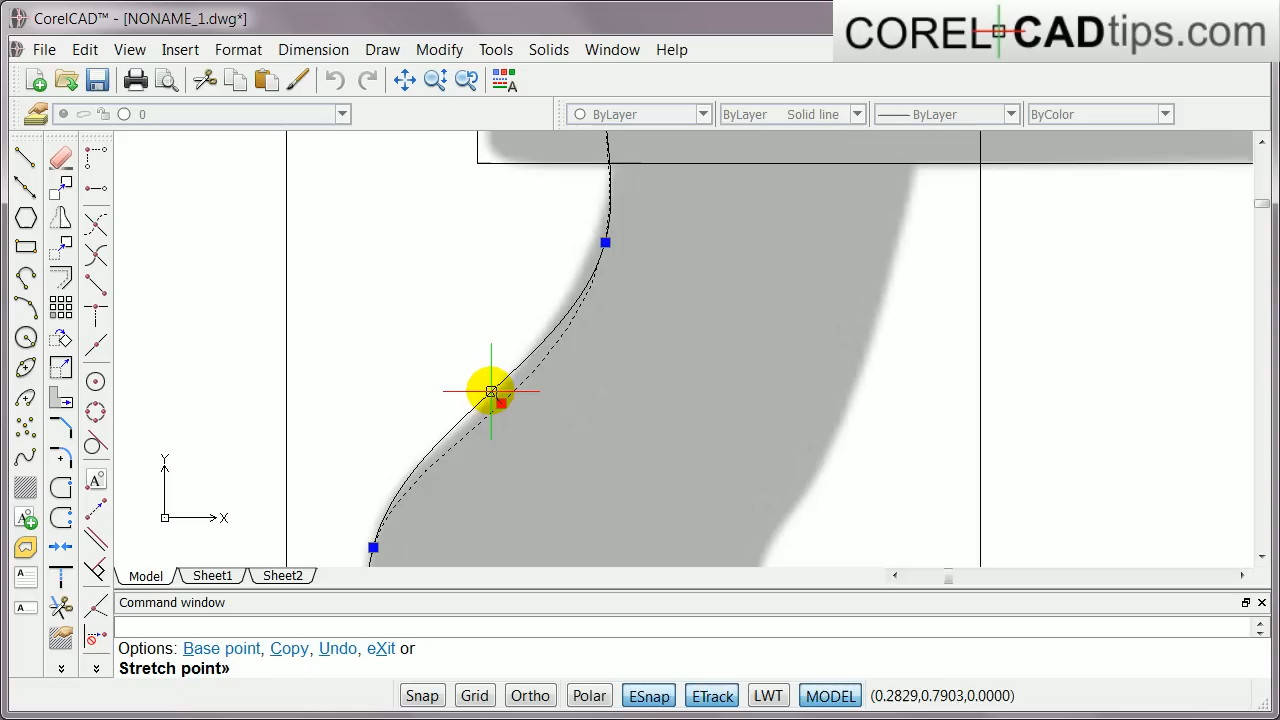 CorelCAD™ - [NONAME_1.dwg*]
CORELCADtips.com
File Edit View Insert Format Dimension Draw Modify Tools Solids Window Help
A
0 ByLayer ByLayer Solid line ByLayer ByColor
Y
X
A
A
A
A
Model Sheet1 Sheet2
Command window
Options: Base point, Copy, Undo, eXit or
Stretch point»
Snap Grid Ortho Polar ESnap ETrack LWT MODEL (0.2829,0.7903,0.0000)